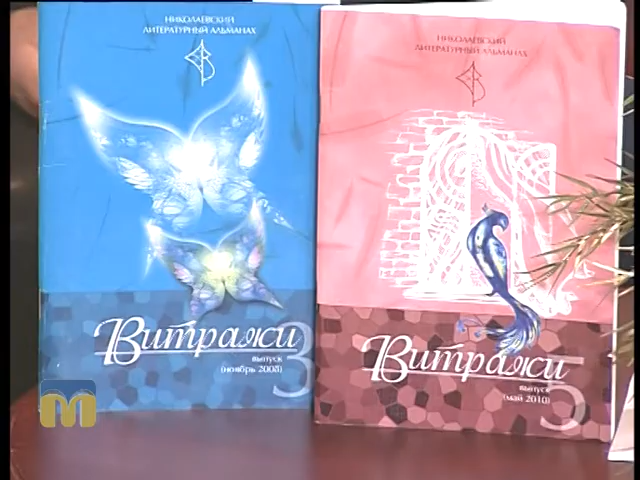 НИКОЛАЕВСКИЙ
ЛИТЕРАТУРНЫЙ АЛЬМАНАХ
Витражи
3
выпуск
(ноябрь 2008)
НИКОЛАЕВСКИЙ
ЛИТЕРАТУРНЫЙ АЛЬМАНАХ
Витражи
5
выпуск
(май 2010)
М